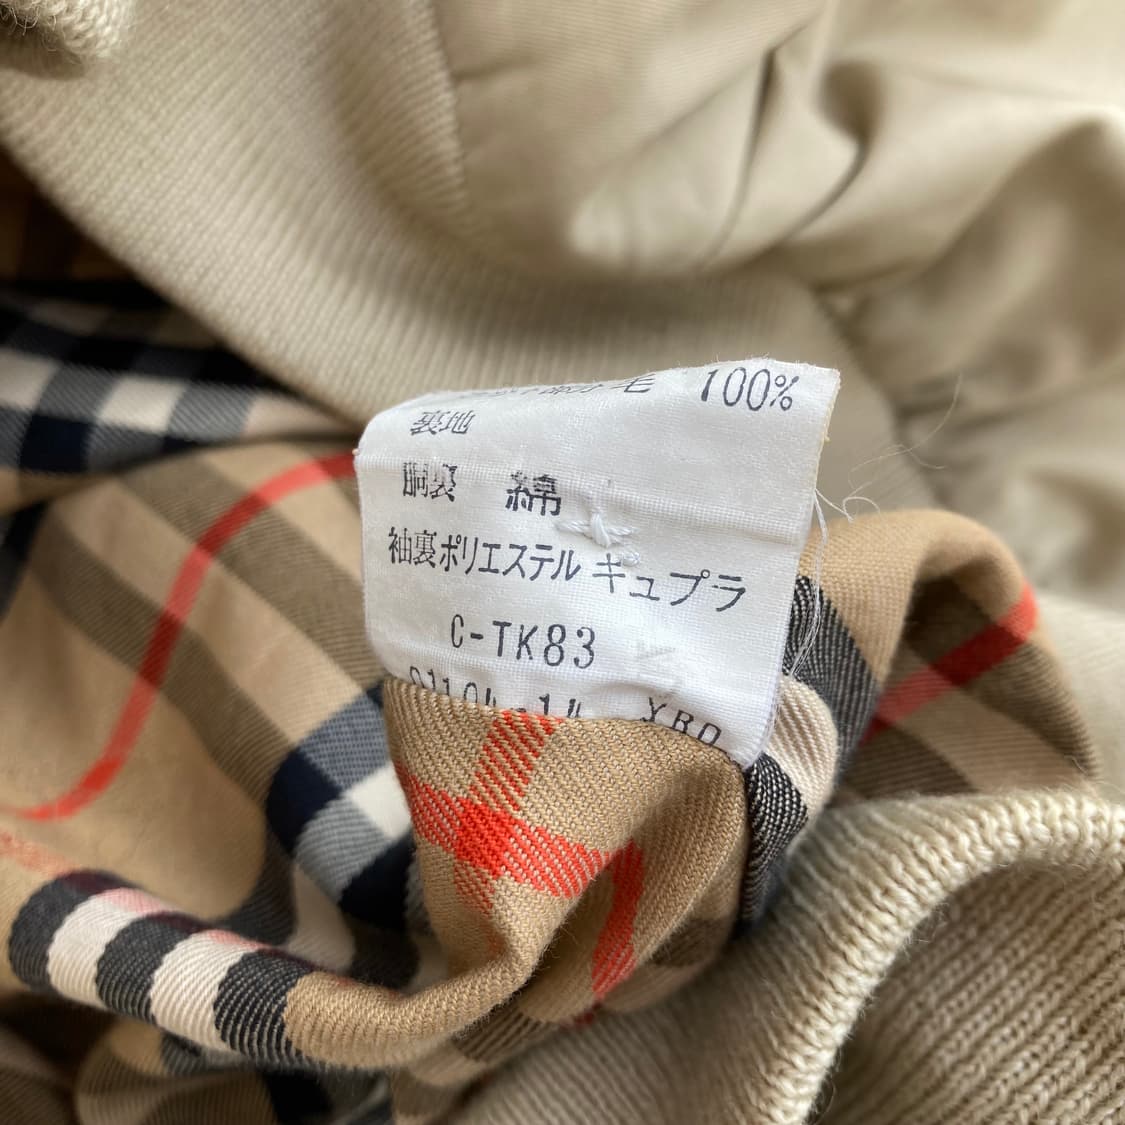 毛 100%
裏地
胴裏 綿
袖裏ポリエステル キュプラ
C-TK83